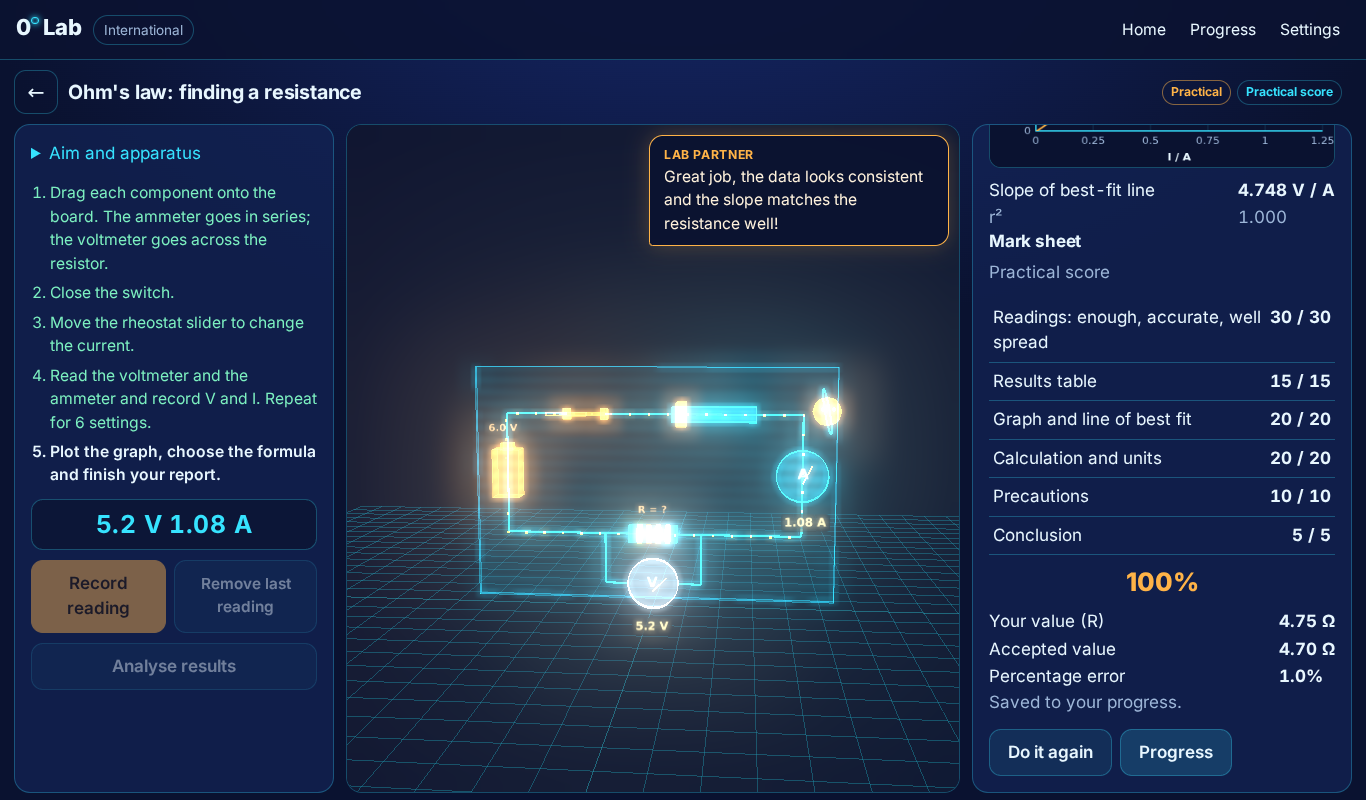 0° Lab
International
Home
Progress
Settings
←
Ohm's law: finding a resistance
Practical
Practical score
▶ Aim and apparatus
1. Drag each component onto the
board. The ammeter goes in series;
the voltmeter goes across the
resistor.
2. Close the switch.
3. Move the rheostat slider to change
the current.
4. Read the voltmeter and the
ammeter and record V and I. Repeat
for 6 settings.
5. Plot the graph, choose the formula
and finish your report.
5.2 V 1.08 A
Record
reading
Remove last
reading
Analyse results
LAB PARTNER
Great job, the data looks consistent
and the slope matches the
resistance well!
6.0 V
A
1.08 A
R = ?
V
5.2 V
0
0
0.25
0.5
0.75
1
1.25
I / A
Slope of best-fit line
4.748 V / A
r²
1.000
Mark sheet
Practical score
Readings: enough, accurate, well
spread
30 / 30
Results table
15 / 15
Graph and line of best fit
20 / 20
Calculation and units
20 / 20
Precautions
10 / 10
Conclusion
5 / 5
100%
Your value (R)
4.75 Ω
Accepted value
4.70 Ω
Percentage error
1.0%
Saved to your progress.
Do it again
Progress